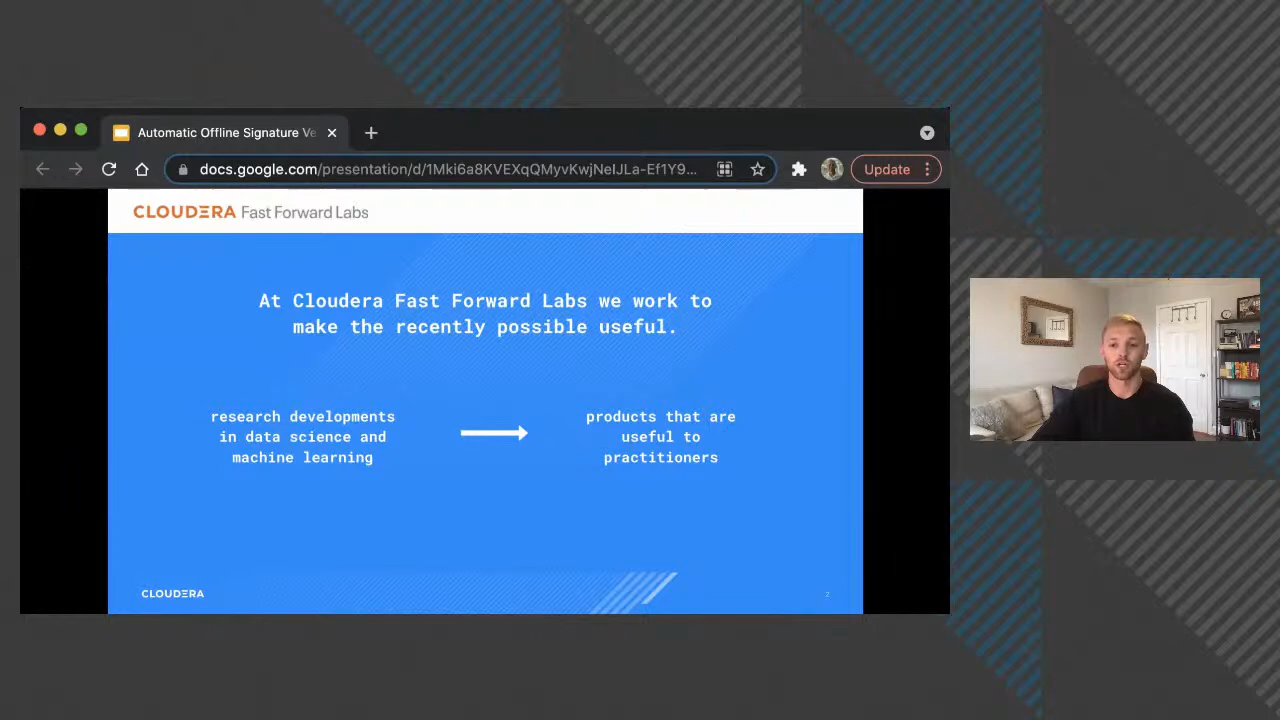 Automatic Offline Signature Ve
docs.google.com/presentation/d/1Mki6a8KVEXqQMyvKwjNeIJLa-Ef1Y9...
Update
CLOUDERA Fast Forward Labs
At Cloudera Fast Forward Labs we work to
make the recently possible useful.
research developments
in data science and
machine learning
products that are
useful to
practitioners
CLOUDERA
2